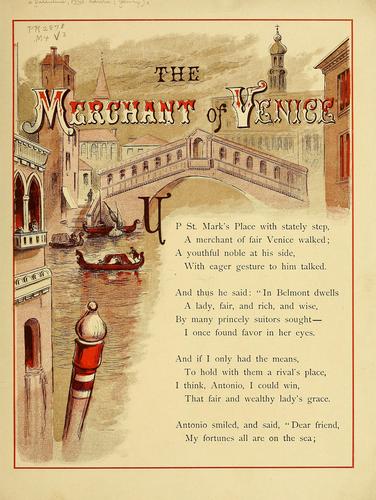 PR2878
M4 V3
THE
MERCHANT of VENICE
UP St. Mark's Place with stately step,
A merchant of fair Venice walked;
A youthful noble at his side,
With eager gesture to him talked.
And thus he said: "In Belmont dwells
A lady, fair, and rich, and wise,
By many princely suitors sought—
I once found favor in her eyes.
And if I only had the means,
To hold with them a rival's place,
I think, Antonio, I could win,
That fair and wealthy lady's grace.
Antonio smiled, and said, "Dear friend,
My fortunes all are on the sea;